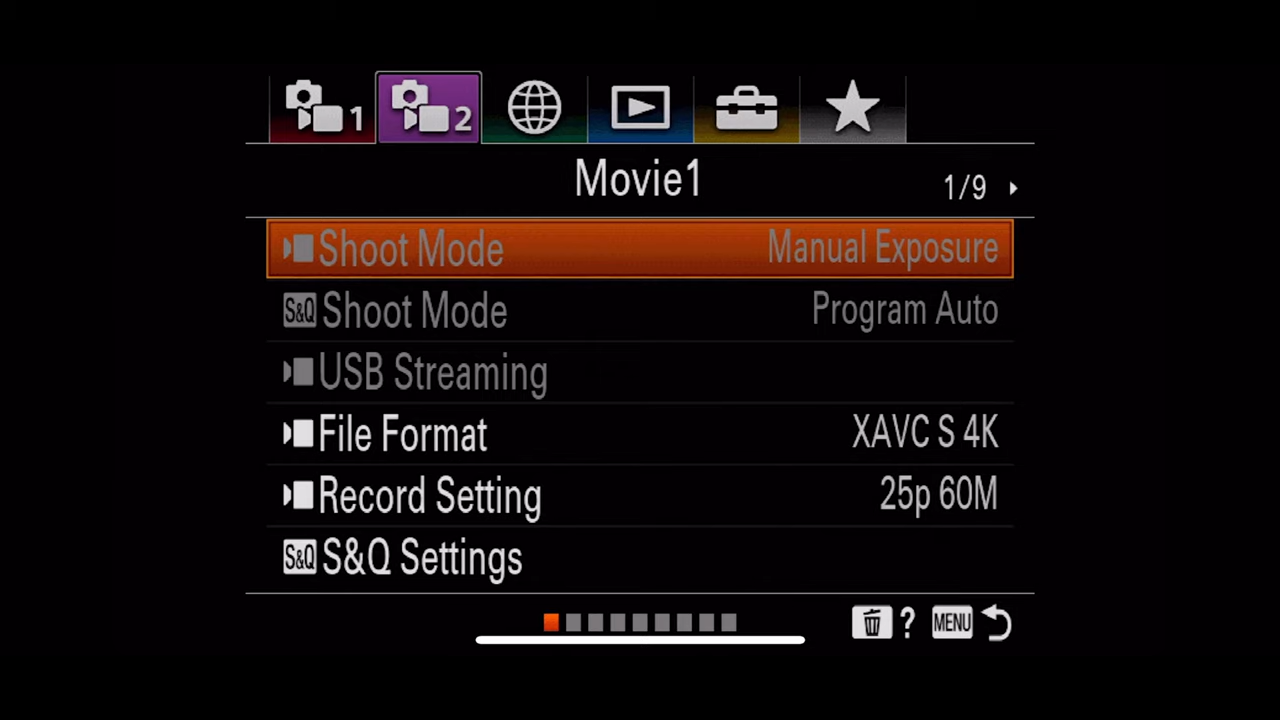 1 2
Movie1 1/9
Shoot Mode Manual Exposure
S&Q Shoot Mode Program Auto
USB Streaming
File Format XAVC S 4K
Record Setting 25p 60M
S&Q S&Q Settings
? MENU